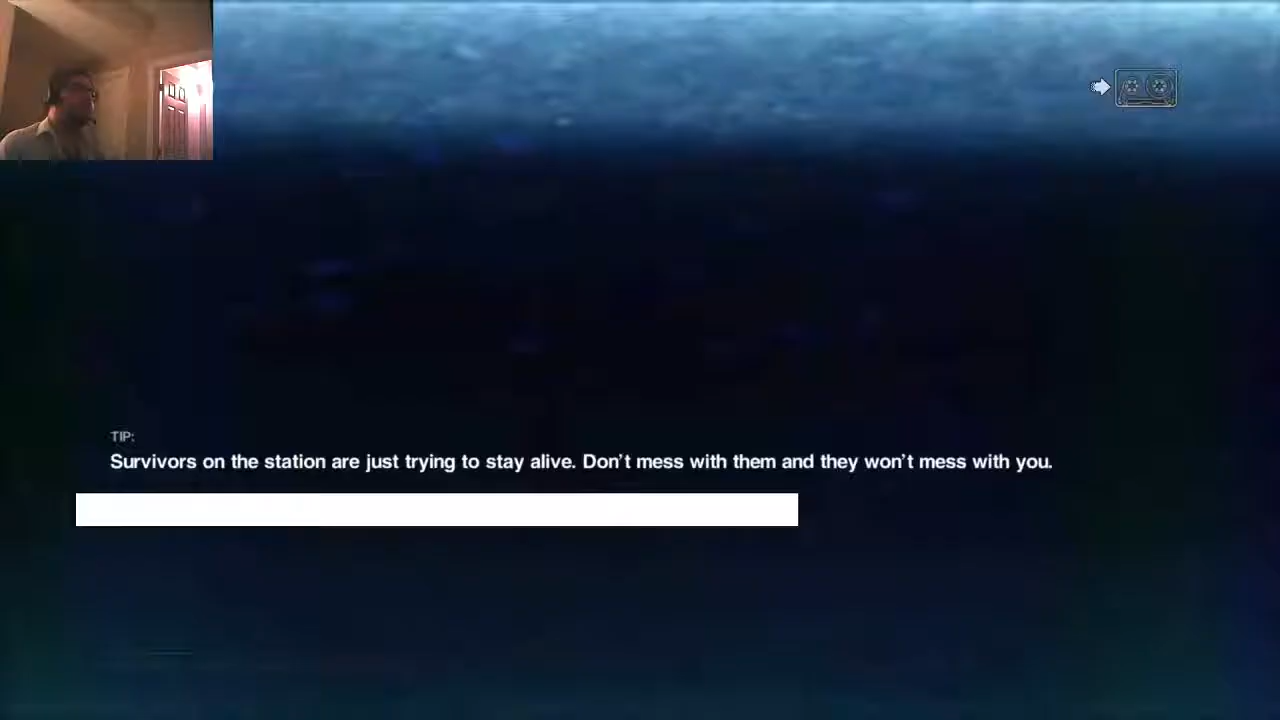 TIP:
Survivors on the station are just trying to stay alive. Don’t mess with them and they won’t mess with you.